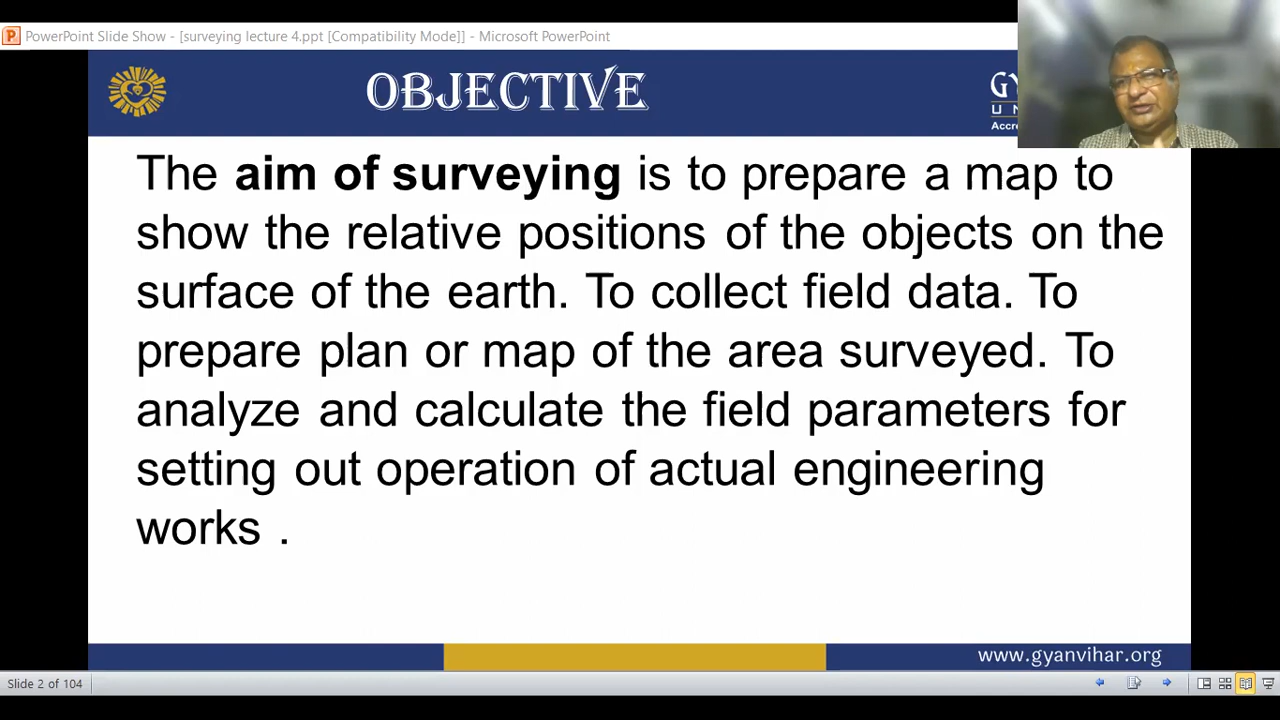 PowerPoint Slide Show - [surveying lecture 4.ppt [Compatibility Mode]] - Microsoft PowerPoint
OBJECTIVE
The aim of surveying is to prepare a map to
show the relative positions of the objects on the
surface of the earth. To collect field data. To
prepare plan or map of the area surveyed. To
analyze and calculate the field parameters for
setting out operation of actual engineering
works .
www.gyanvihar.org
Slide 2 of 104